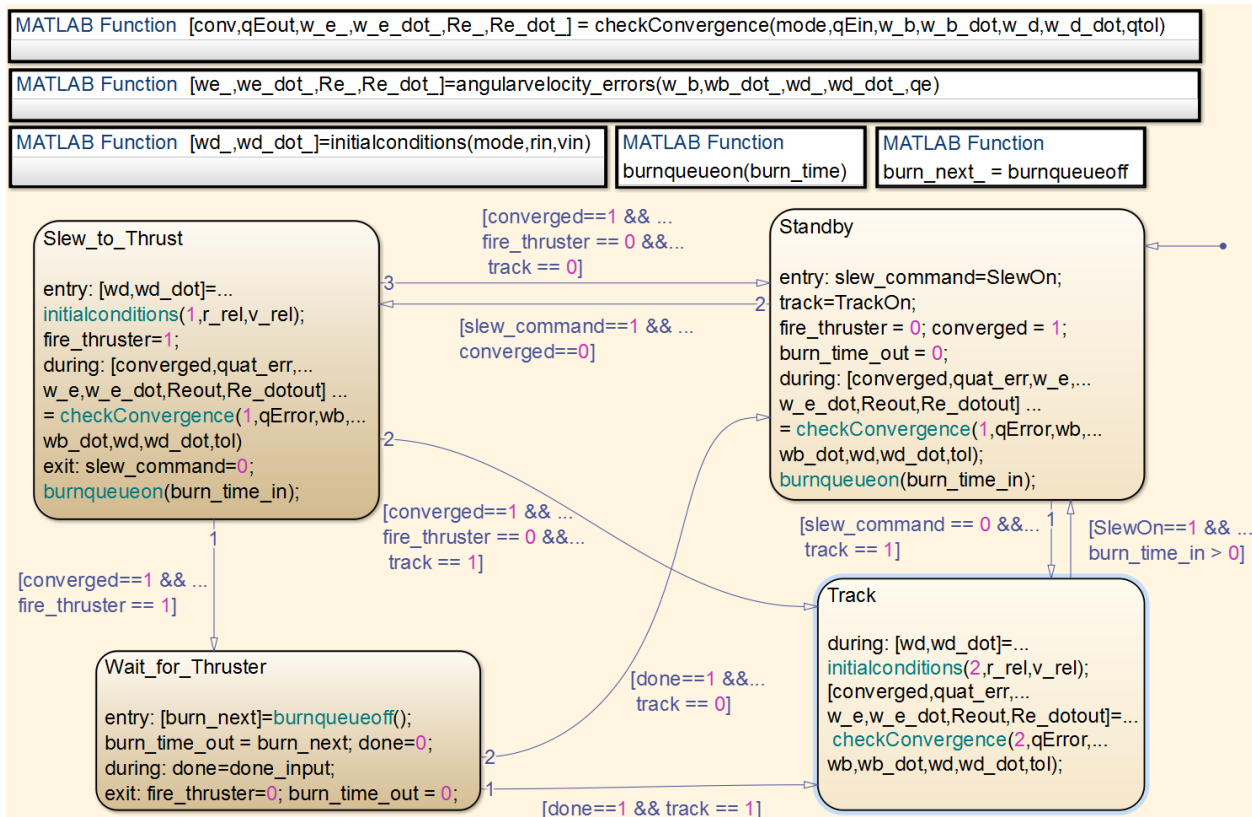 MATLAB Function [conv,qEout,w_e_,w_e_dot_,Re_,Re_dot_] = checkConvergence(mode,qEin,w_b,w_b_dot,w_d,w_d_dot,qtol)
MATLAB Function [we_,we_dot_,Re_,Re_dot_]=angularvelocity_errors(w_b,wb_dot_,wd_,wd_dot_,qe)
MATLAB Function [wd_,wd_dot_]=initialconditions(mode,rin,vin)
MATLAB Function
burnqueueon(burn_time)
MATLAB Function
burn_next_ = burnqueueoff
Slew_to_Thrust
entry: [wd,wd_dot]=...
initialconditions(1,r_rel,v_rel);
fire_thruster=1;
during: [converged,quat_err,...
w_e,w_e_dot,Reout,Re_dotout] ...
= checkConvergence(1,qError,wb,...
wb_dot,wd,wd_dot,tol)
exit: slew_command=0;
burnqueueon(burn_time_in);
[converged==1 && ...
fire_thruster == 0 &&...
track == 0]
3
2
[slew_command==1 && ...
converged==0]
Standby
entry: slew_command=SlewOn;
track=TrackOn;
fire_thruster = 0; converged = 1;
burn_time_out = 0;
during: [converged,quat_err,w_e,...
w_e_dot,Reout,Re_dotout] ...
= checkConvergence(1,qError,wb,...
wb_dot,wd,wd_dot,tol);
burnqueueon(burn_time_in);
2
[converged==1 && ...
fire_thruster == 0 &&...
track == 1]
[slew_command == 0 &&...
track == 1]
1
[SlewOn==1 && ...
burn_time_in > 0]
1
[converged==1 && ...
fire_thruster == 1]
Wait_for_Thruster
entry: [burn_next]=burnqueueoff();
burn_time_out = burn_next; done=0;
during: done=done_input;
exit: fire_thruster=0; burn_time_out = 0;
[done==1 &&...
track == 0]
2
1
[done==1 && track == 1]
Track
during: [wd,wd_dot]=...
initialconditions(2,r_rel,v_rel);
[converged,quat_err,...
w_e,w_e_dot,Reout,Re_dotout]=...
checkConvergence(2,qError,...
wb,wb_dot,wd,wd_dot,tol);